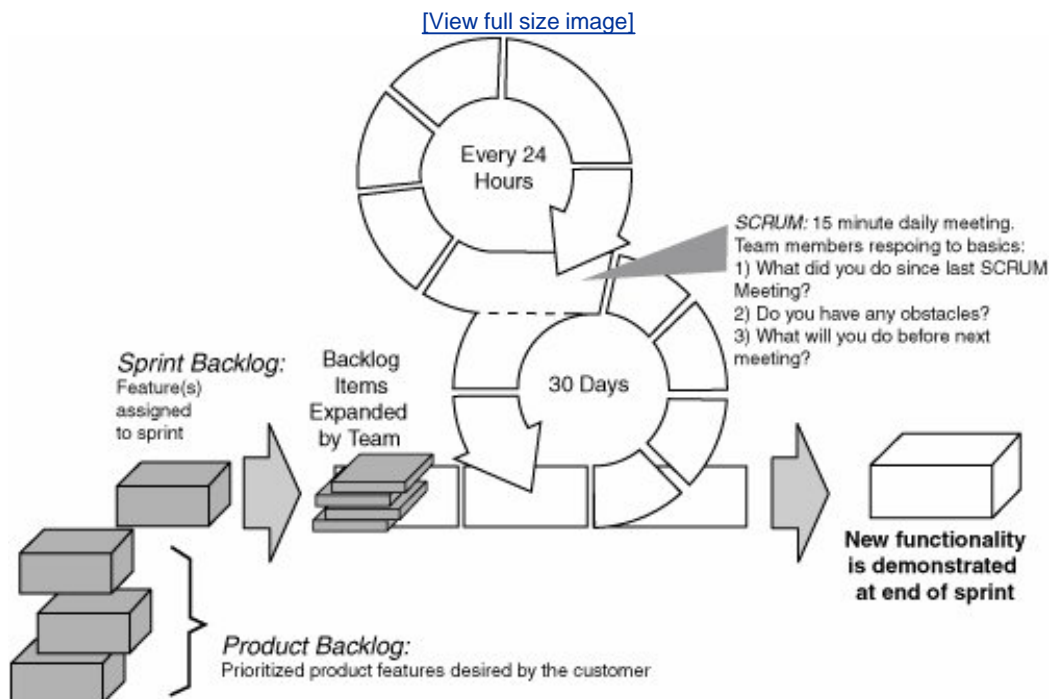 [View full size image]
Every 24
Hours
SCRUM: 15 minute daily meeting.
Team members respoing to basics:
1) What did you do since last SCRUM
Meeting?
2) Do you have any obstacles?
3) What will you do before next
meeting?
30 Days
Sprint Backlog:
Feature(s)
assigned
to sprint
Backlog
Items
Expanded
by Team
New functionality
is demonstrated
at end of sprint
Product Backlog:
Prioritized product features desired by the customer